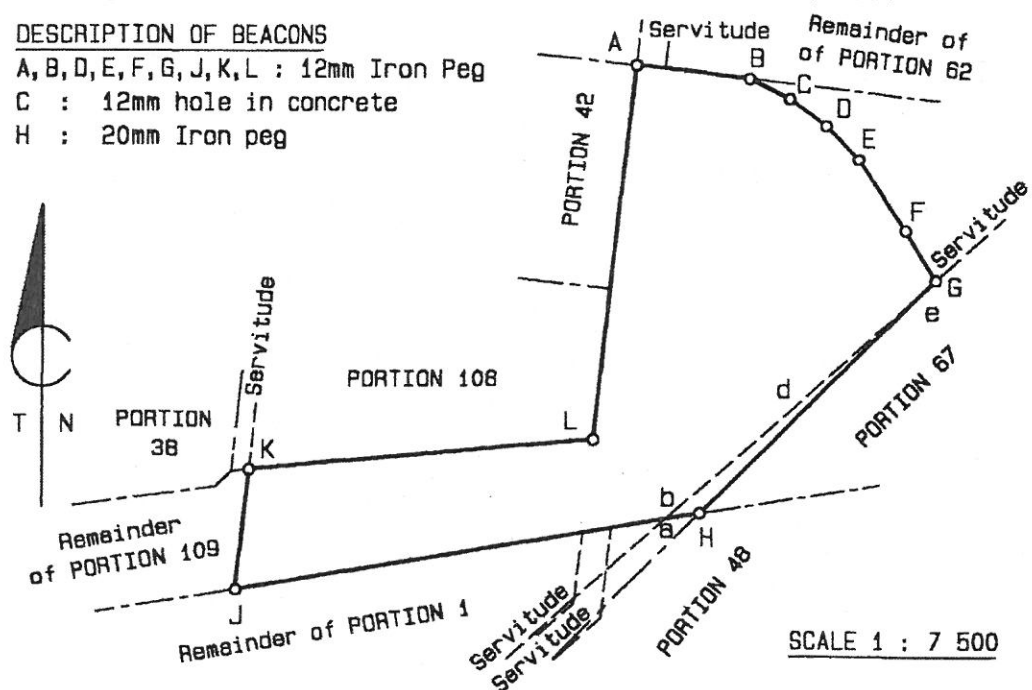 DESCRIPTION OF BEACONS
A, B, D, E, F, G, J, K, L : 12mm Iron Peg
C : 12mm hole in concrete
H : 20mm Iron peg
A
Servitude
B
Remainder of
of PORTION 62
C
D
E
F
Servitude
G
e
PORTION 42
Servitude
PORTION 108
T N
PORTION
38
K
L
d
PORTION 67
b
a
H
Remainder
of PORTION 109
J
Remainder of PORTION 1
Servitude
Servitude
PORTION 48
SCALE 1 : 7 500